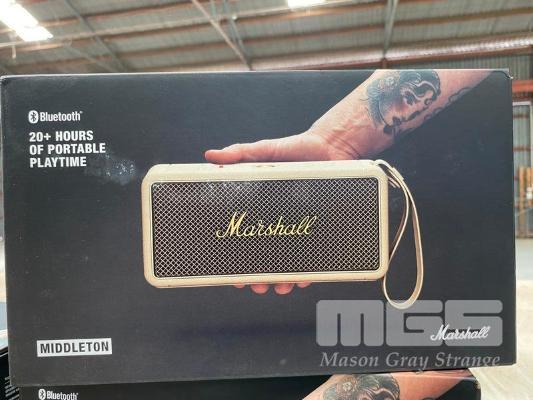 Bluetooth®
20+ HOURS
OF PORTABLE
PLAYTIME
Marshall
MIDDLETON
Marshall
MGS
Mason Gray Strange
Bluetooth®